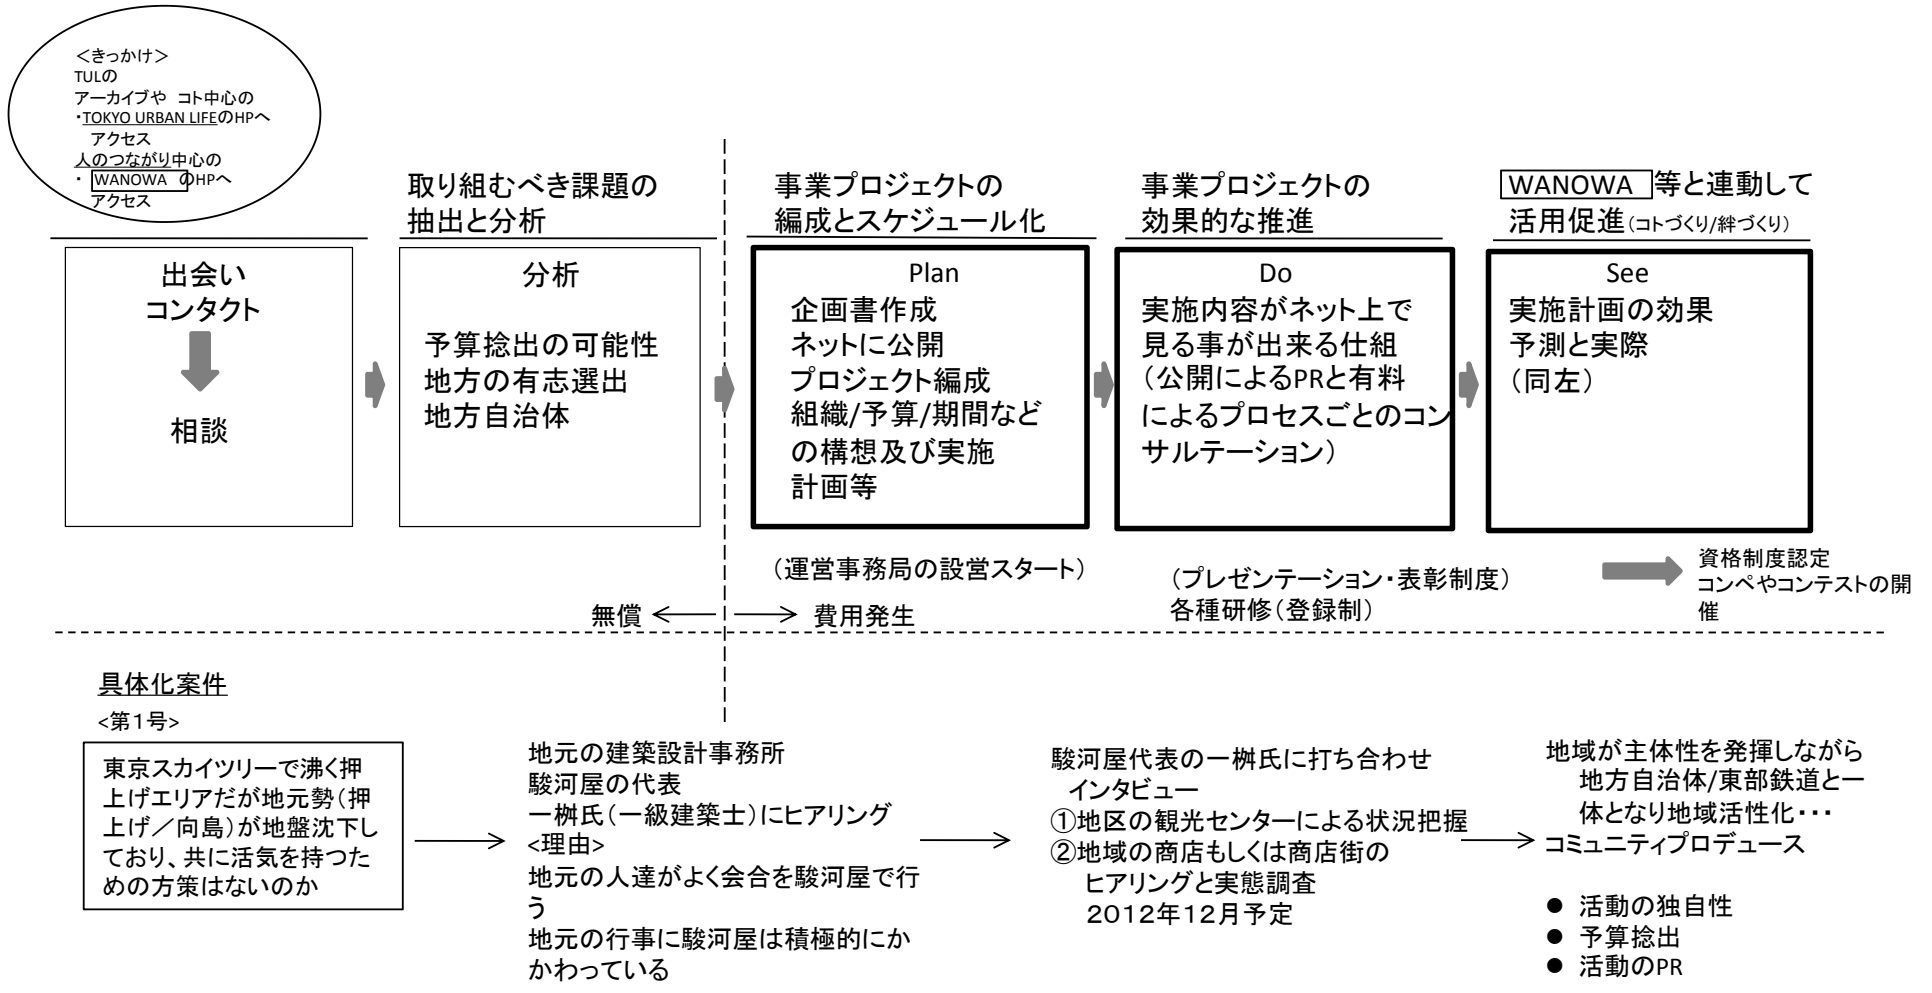 ＜きっかけ＞
TULの
アーカイブや　コト中心の
・TOKYO URBAN LIFEのHPへ
アクセス
人のつながり中心の
・ WANOWA のHPへ
アクセス
取り組むべき課題の
抽出と分析
事業プロジェクトの
編成とスケジュール化
事業プロジェクトの
効果的な推進
WANOWA 等と連動して
活用促進（コトづくり/絆づくり）
出会い
コンタクト
相談
分析
予算捻出の可能性
地方の有志選出
地方自治体
Plan
企画書作成
ネットに公開
プロジェクト編成
組織/予算/期間など
の構想及び実施
計画等
Do
実施内容がネット上で
見る事が出来る仕組
（公開によるPRと有料
によるプロセスごとのコン
サルテーション）
See
実施計画の効果
予測と実際
（同左）
（運営事務局の設営スタート）
（プレゼンテーション・表彰制度）
各種研修（登録制）
資格制度認定
コンペやコンテストの開
催
無償
費用発生
具体化案件
<第１号>
東京スカイツリーで沸く押
上げエリアだが地元勢（押
上げ／向島）が地盤沈下し
ており、共に活気を持つた
めの方策はないのか
地元の建築設計事務所
駿河屋の代表
一桝氏（一級建築士）にヒアリング
<理由>
地元の人達がよく会合を駿河屋で行
う
地元の行事に駿河屋は積極的にか
かわっている
駿河屋代表の一桝氏に打ち合わせ
インタビュー
①地区の観光センターによる状況把握
②地域の商店もしくは商店街の
ヒアリングと実態調査
２０１２年１２月予定
地域が主体性を発揮しながら
地方自治体/東部鉄道と一
体となり地域活性化・・・
コミュニティプロデュース
● 活動の独自性
● 予算捻出
● 活動のPR